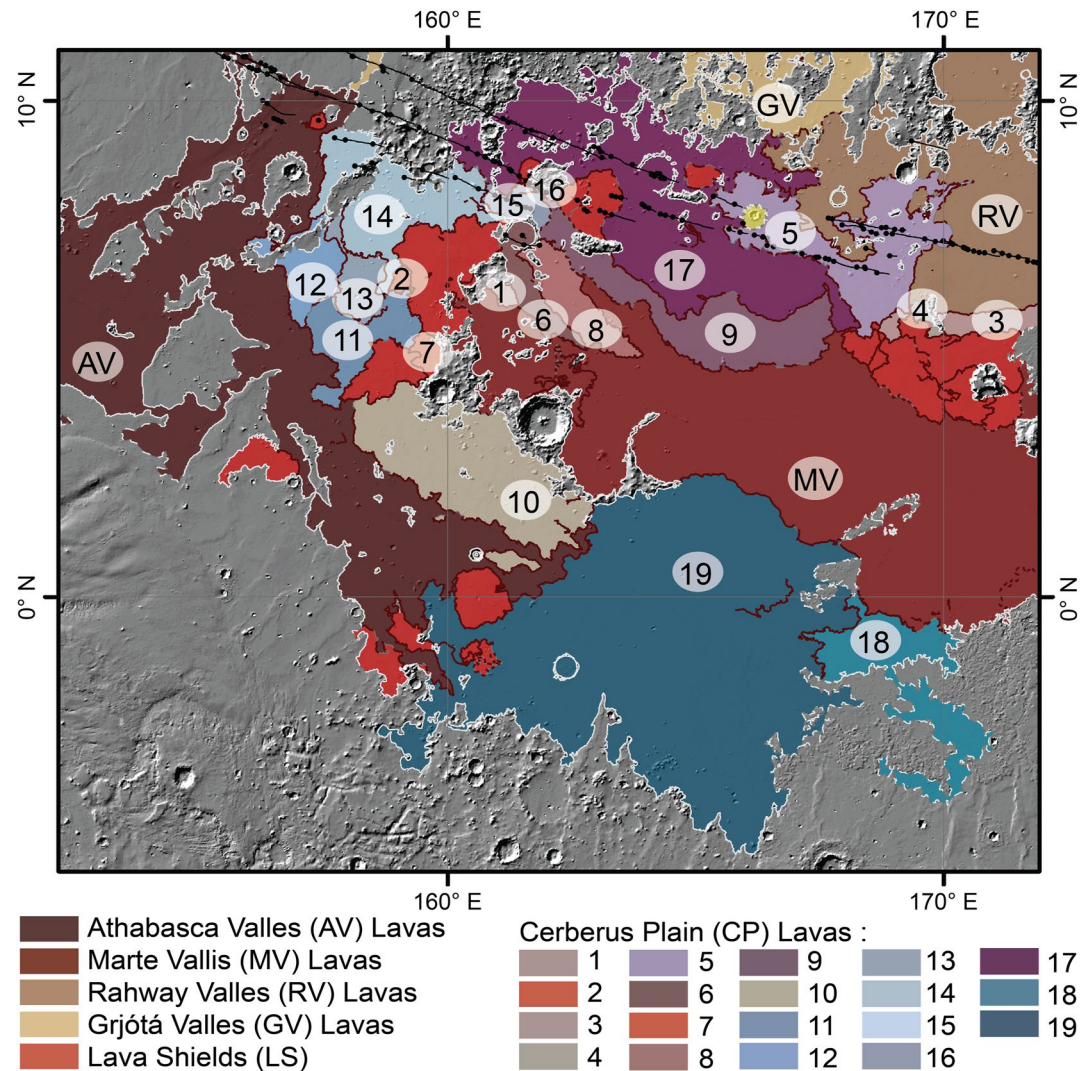 160° E 170° E
10° N 10° N
GV
16
15
14
RV
5
12 2 17
13 1 4 3
6 8
11 9
7
AV
MV
10
19
0° N 0° N
18
160° E 170° E
Athabasca Valles (AV) Lavas
Marte Vallis (MV) Lavas
Rahway Valles (RV) Lavas
Grjótá Valles (GV) Lavas
Lava Shields (LS)
Cerberus Plain (CP) Lavas :
1 5 9 13 17
2 6 10 14 18
3 7 11 15 19
4 8 12 16